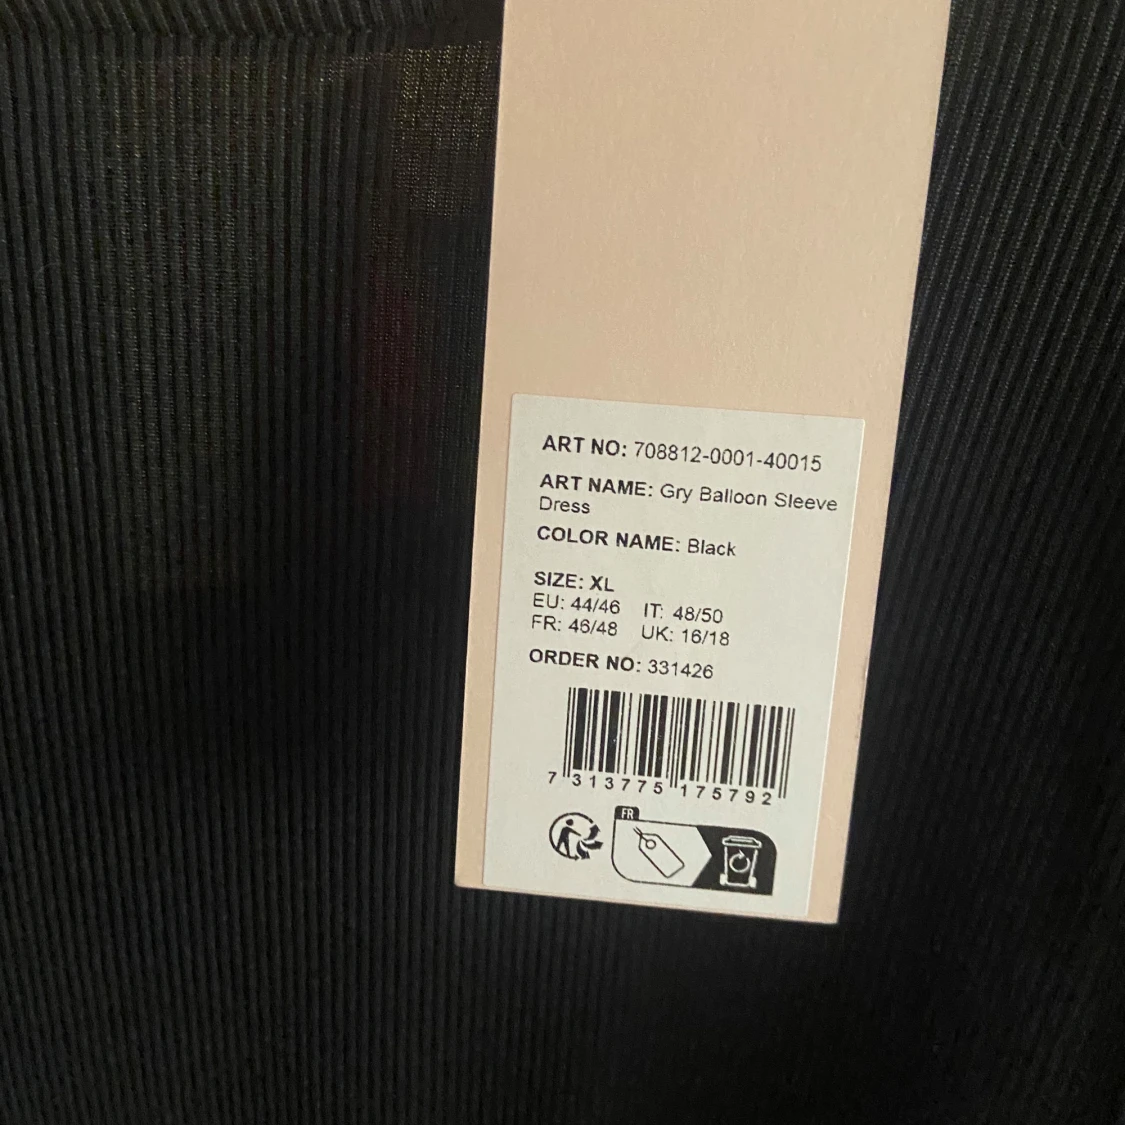 ART NO: 708812-0001-40015
ART NAME: Gry Balloon Sleeve
Dress
COLOR NAME: Black
SIZE: XL
EU: 44/46 IT: 48/50
FR: 46/48 UK: 16/18
ORDER NO: 331426
7 313775 175792
FR